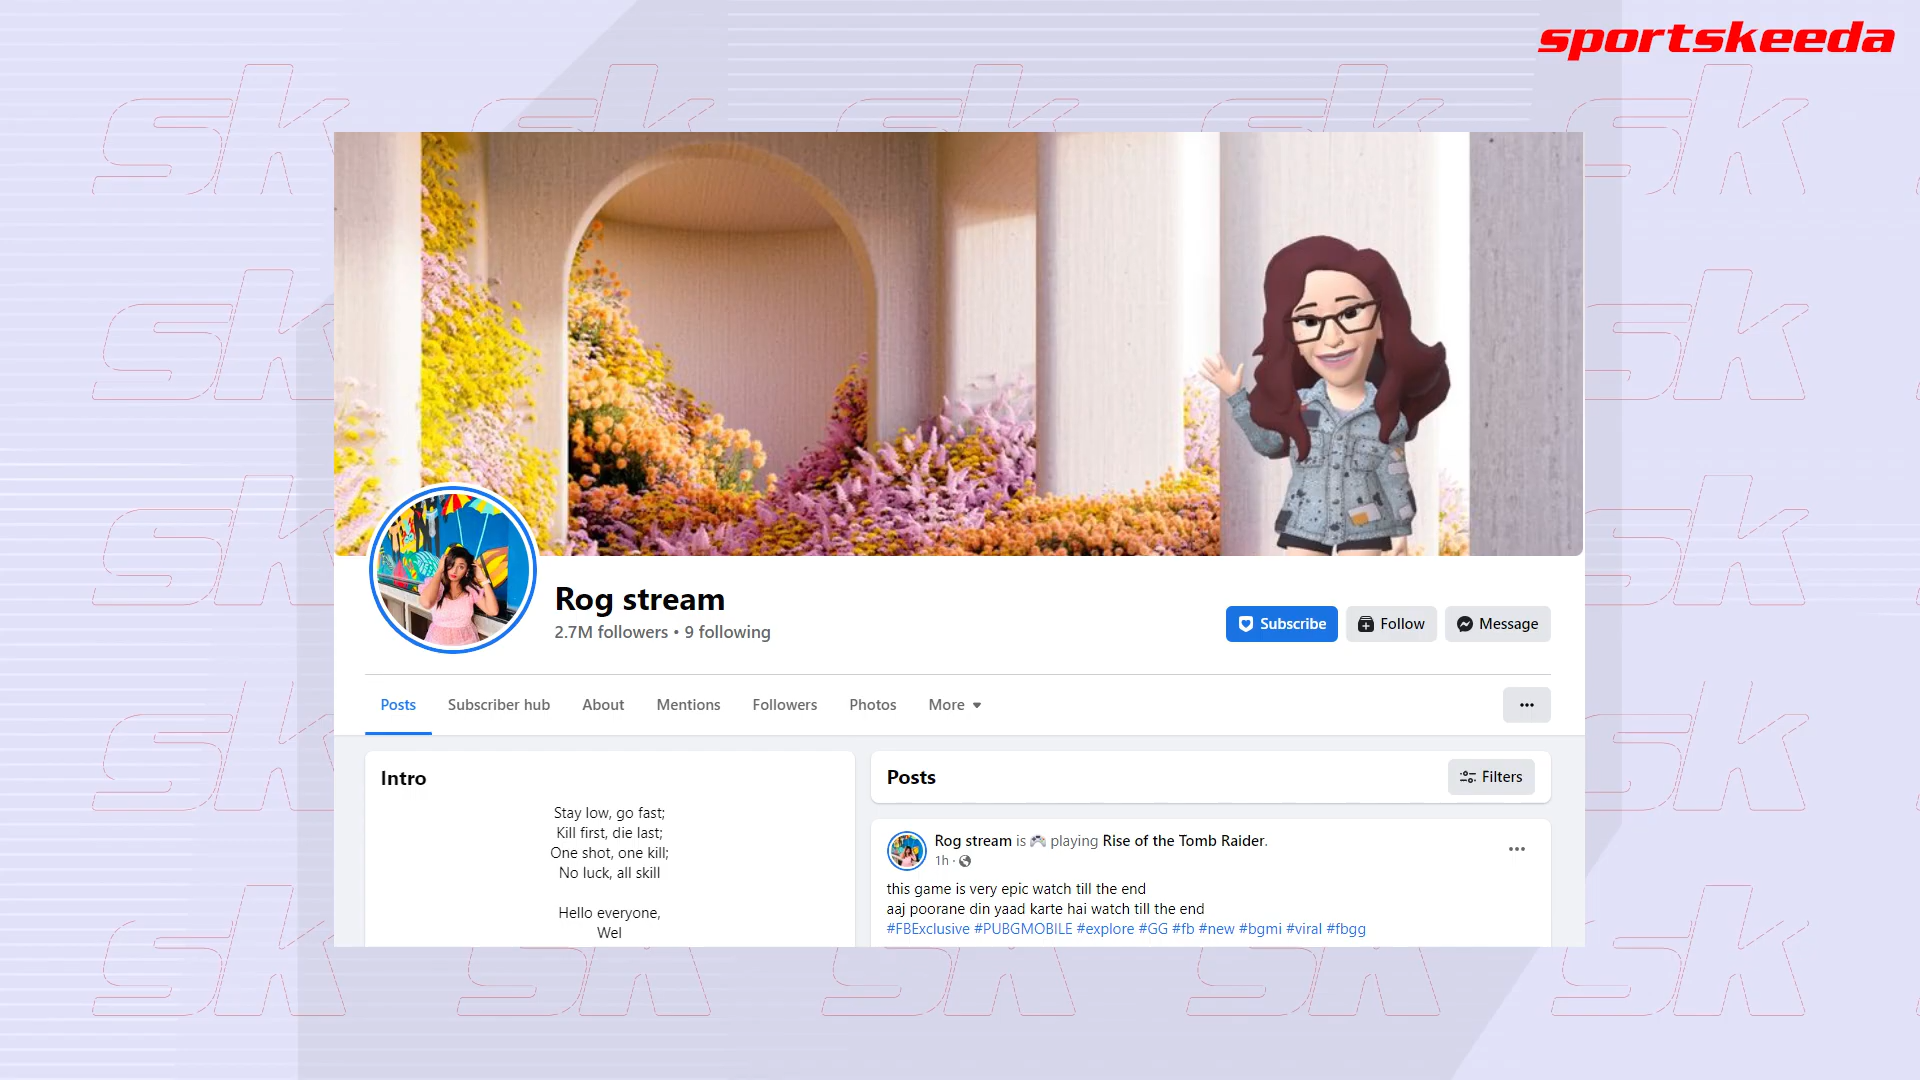 sportskeeda
Rog stream
2.7M followers • 9 following
Subscribe
Follow
Message
Posts
Subscriber hub
About
Mentions
Followers
Photos
More
Intro
Stay low, go fast;
Kill first, die last;
One shot, one kill;
No luck, all skill
Hello everyone,
Wel
Posts
Filters
Rog stream is 🎮 playing Rise of the Tomb Raider.
1h ·
this game is very epic watch till the end
aaj poorane din yaad karte hai watch till the end
#FBExclusive #PUBGMOBILE #explore #GG #fb #new #bgmi #viral #fbgg